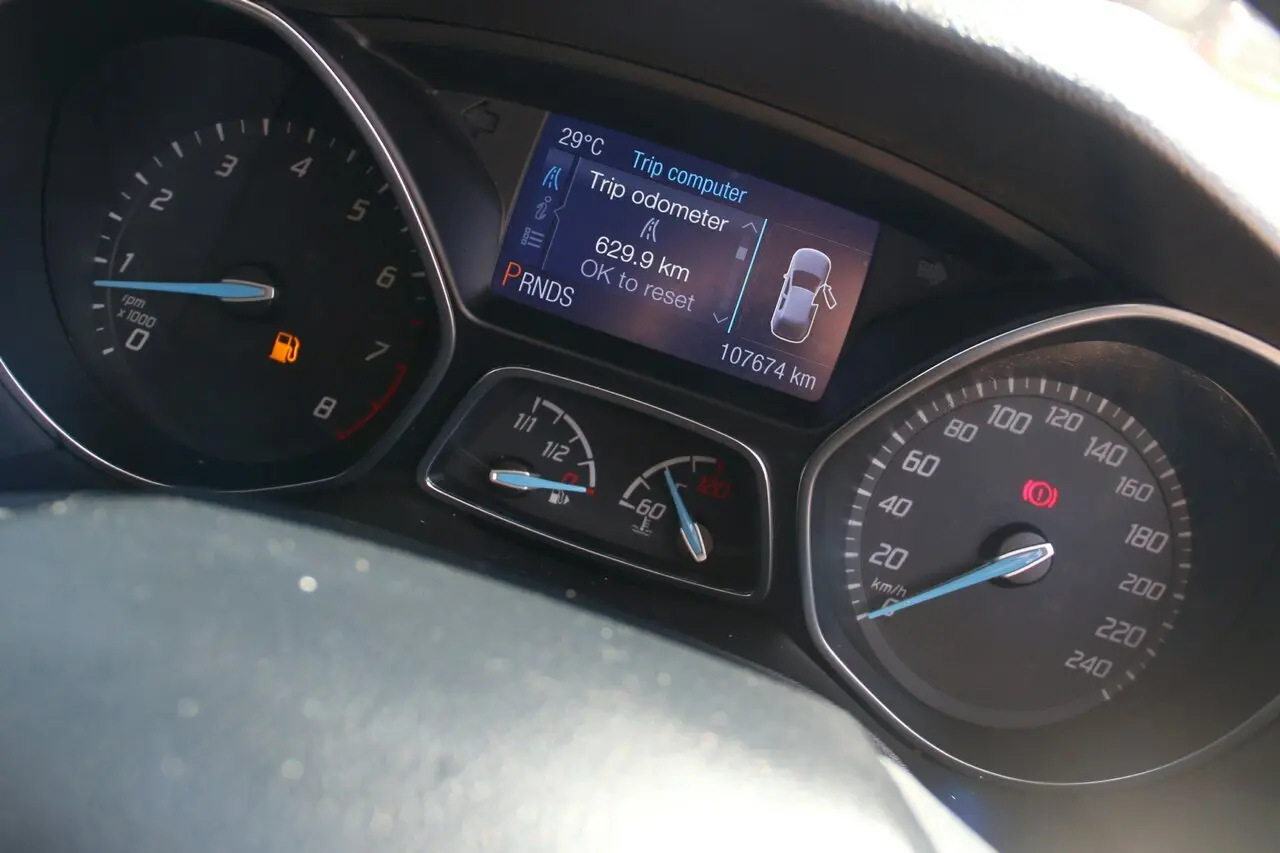 29°C
Trip computer
Trip odometer
629.9 km
OK to reset
PRNDS
107674 km
0
1
2
3
4
5
6
7
8
rpm
x 1000
1/1
1/2
0
60
120
0
20
40
60
80
100
120
140
160
180
200
220
240
km/h